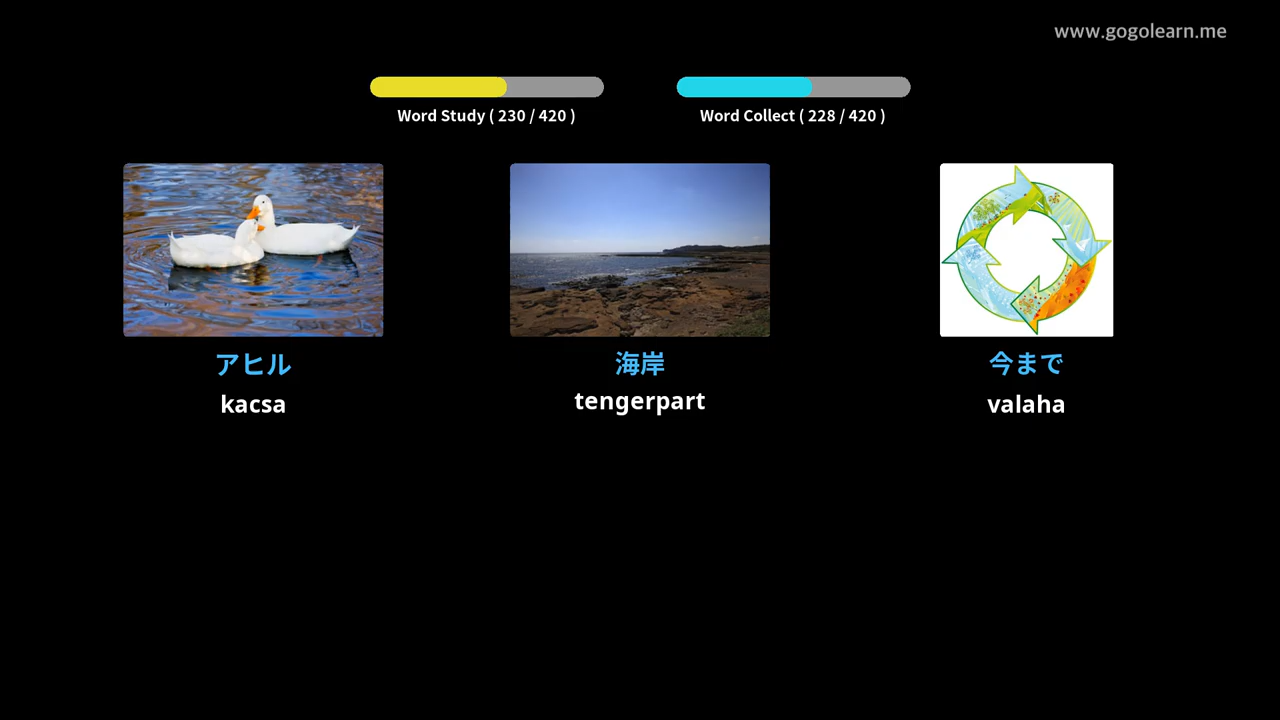 www.gogolearn.me
Word Study ( 230 / 420 )
Word Collect ( 228 / 420 )
アヒル
kacsa
海岸
tengerpart
今まで
valaha